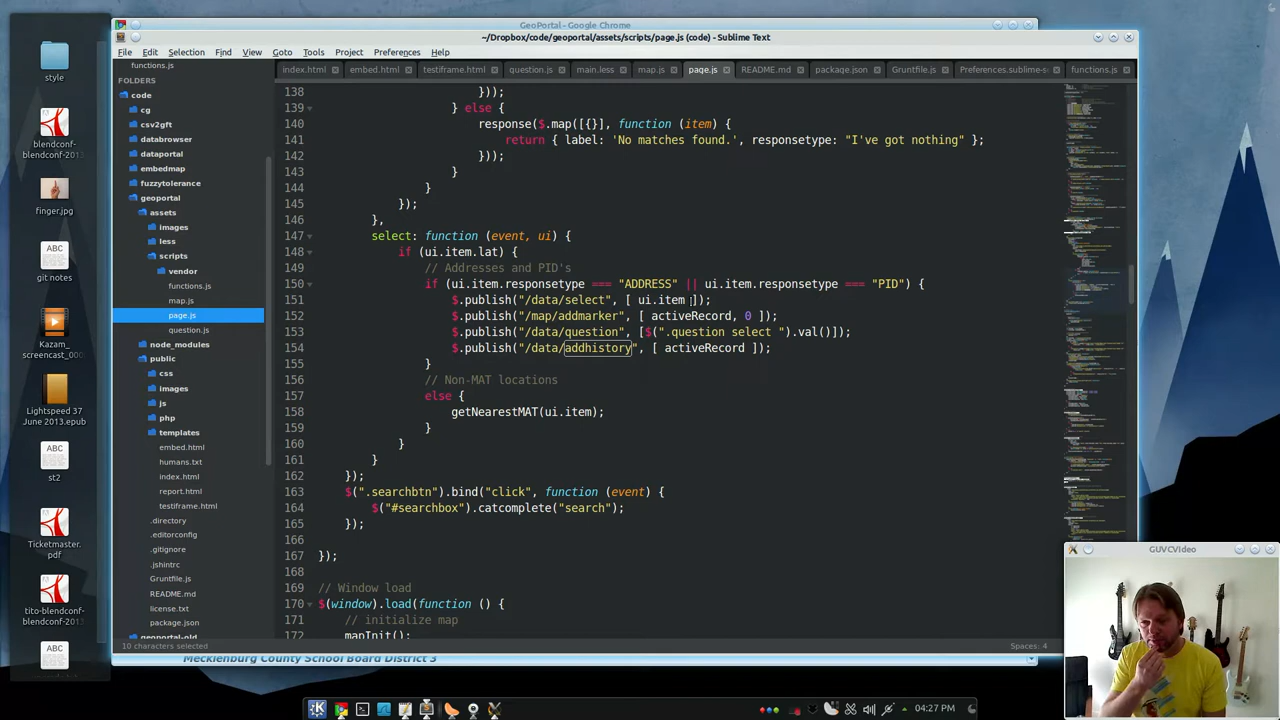 GeoPortal - Google Chrome
~/Dropbox/code/geoportal/assets/scripts/page.js (code) - Sublime Text
File Edit Selection Find View Goto Tools Project Preferences Help
functions.js
index.html embed.html testiframe.html question.js main.less map.js page.js README.md package.json Gruntfile.js Preferences.sublime-s functions.js
FOLDERS
code
cg
csv2gft
databrowser
dataportal
embedmap
fuzzytolerance
geoportal
assets
images
less
scripts
vendor
functions.js
map.js
page.js
question.js
node_modules
public
css
images
js
php
templates
embed.html
humans.txt
index.html
report.html
testiframe.html
.directory
.editorconfig
.gitignore
.jshintrc
Gruntfile.js
README.md
license.txt
package.json
geoportal-old
138 }));
139 } else {
140 response($.map([{}], function (item) {
141 return { label: 'No matches found.', responsetype: "I've got nothing" };
142 }));
143 }
144 }
145 });
146 },
147 select: function (event, ui) {
148 if (ui.item.lat) {
149 // Addresses and PID's
150 if (ui.item.responsetype === "ADDRESS" || ui.item.responsetype === "PID") {
151 $.publish("/data/select", [ ui.item ]);
152 $.publish("/map/addmarker", [ activeRecord, 0 ]);
153 $.publish("/data/question", [$(".question select ").val()]);
154 $.publish("/data/addhistory", [ activeRecord ]);
155 }
156 // Non-MAT locations
157 else {
158 getNearestMAT(ui.item);
159 }
160 }
161 }
162 });
163 $(".searchbtn").bind("click", function (event) {
164 $("#searchbox").catcomplete("search");
165 });
166
167 });
168
169 // Window load
170 $(window).load(function () {
171 // initialize map
172 mapInit();
10 characters selected
Spaces: 4
Mecklenburg County School Board District 3
style
blendconf-
blendconf-2013...
finger.jpg
git notes
Kazam_
screencast_000...
Lightspeed 37
June 2013.epub
st2
Ticketmaster.
pdf
tito-blendconf-
blendconf-2013...
ABC
ABC
ABC
GUVCVideo
04:27 PM